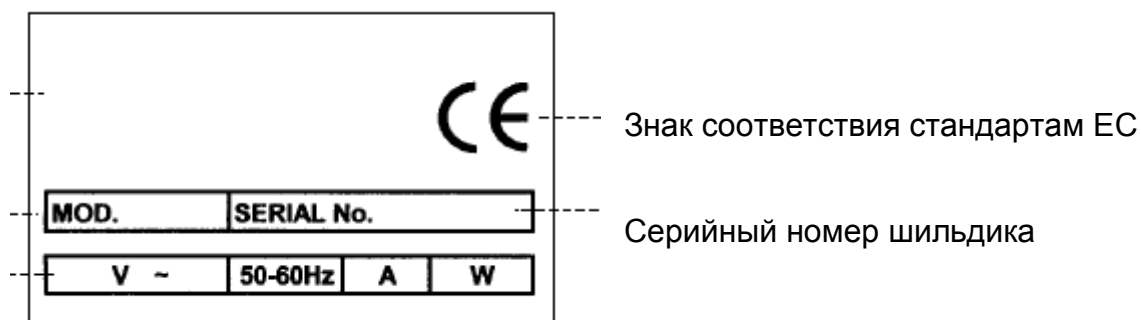 CE
Знак соответствия стандартам ЕС
MOD. SERIAL No.
Серийный номер шильдика
V ~ 50-60Hz A W